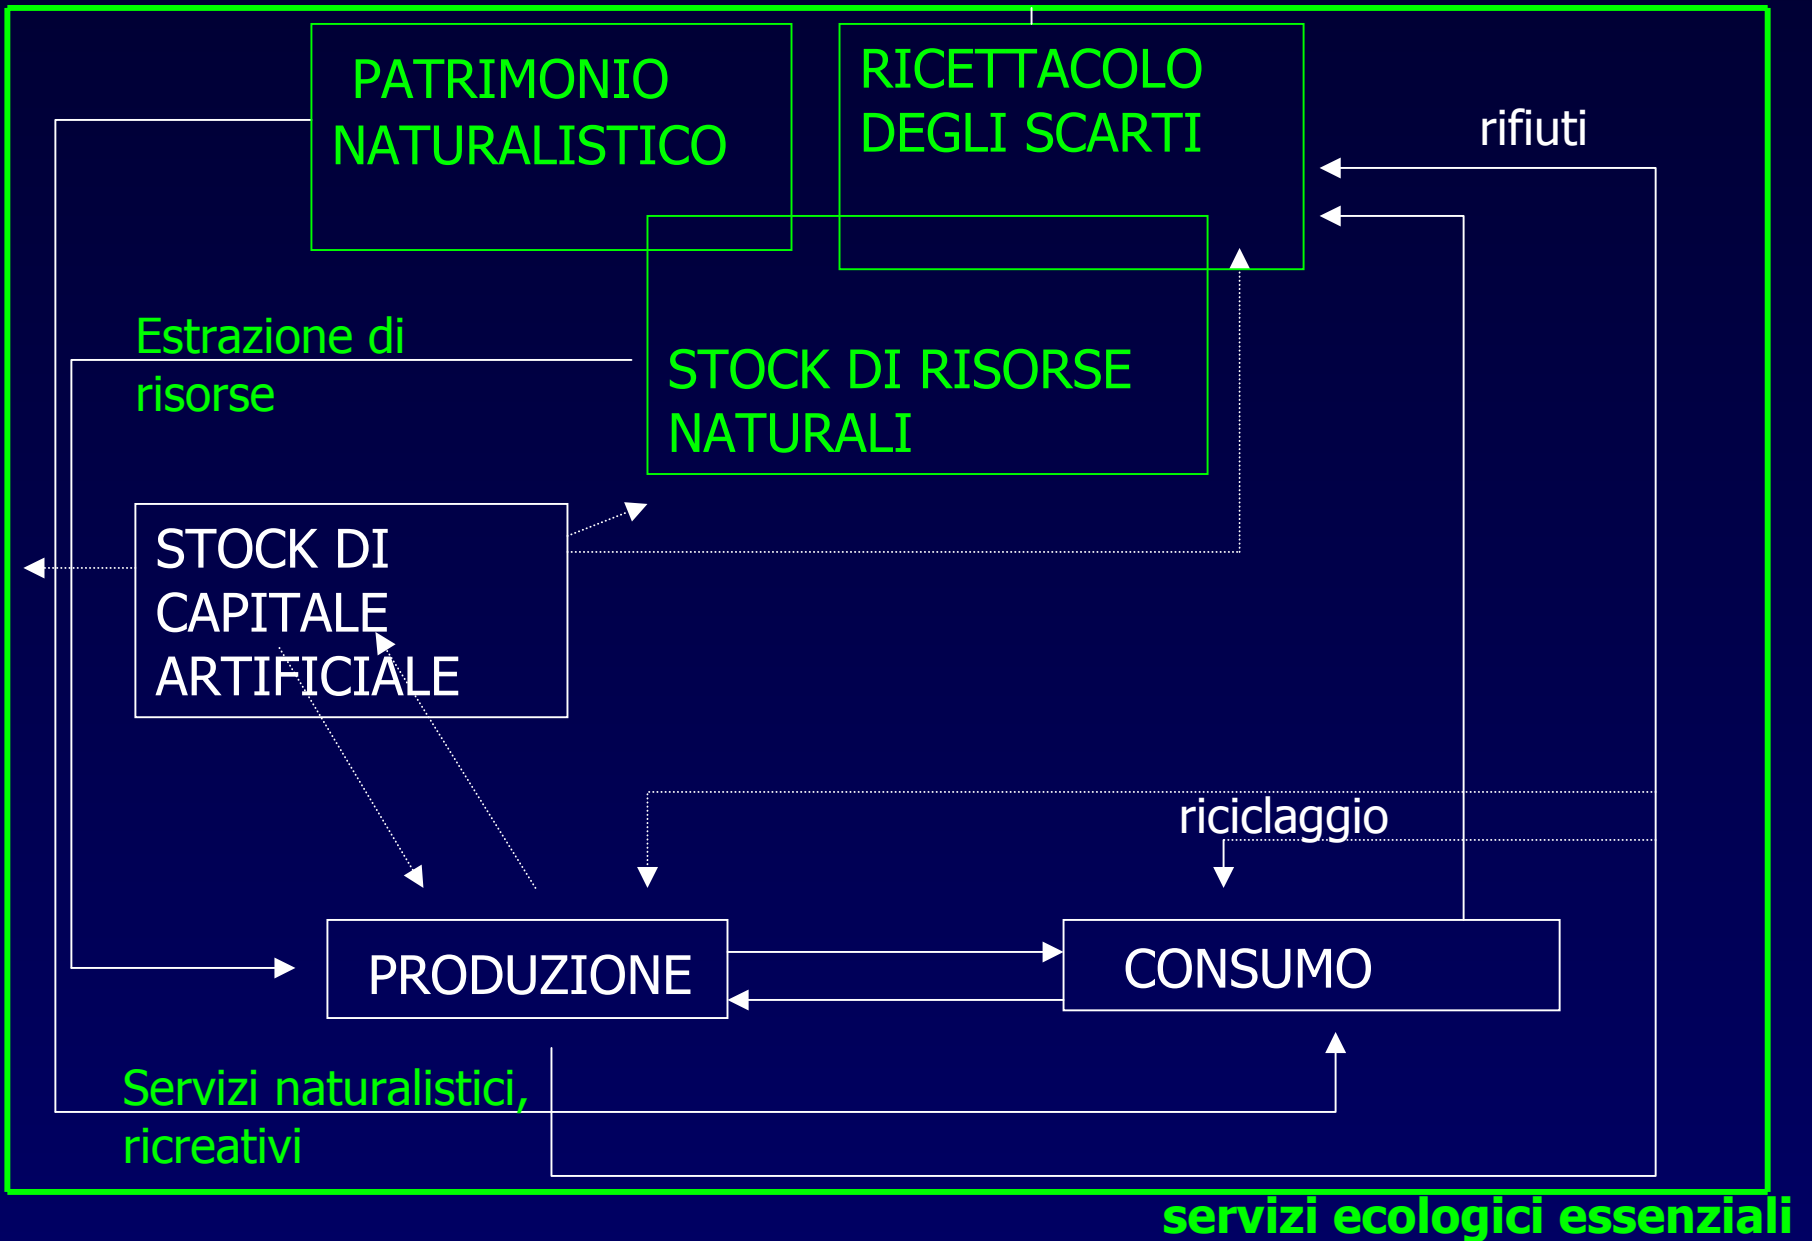 PATRIMONIO
NATURALISTICO
RICETTACOLO
DEGLI SCARTI
rifiuti
Estrazione di
risorse
STOCK DI RISORSE
NATURALI
STOCK DI
CAPITALE
ARTIFICIALE
riciclaggio
PRODUZIONE
CONSUMO
Servizi naturalistici,
ricreativi
servizi ecologici essenziali